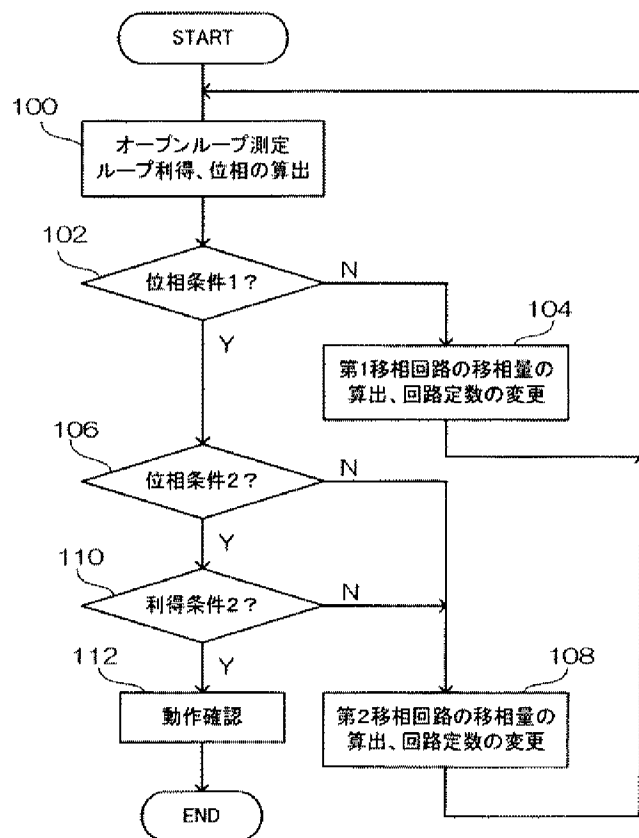 START
100
オープンループ測定
ループ利得、位相の算出
102
位相条件1?
N
Y
104
第1移相回路の移相量の
算出、回路定数の変更
106
位相条件2?
N
Y
110
利得条件2?
N
Y
112
動作確認
108
第2移相回路の移相量の
算出、回路定数の変更
END